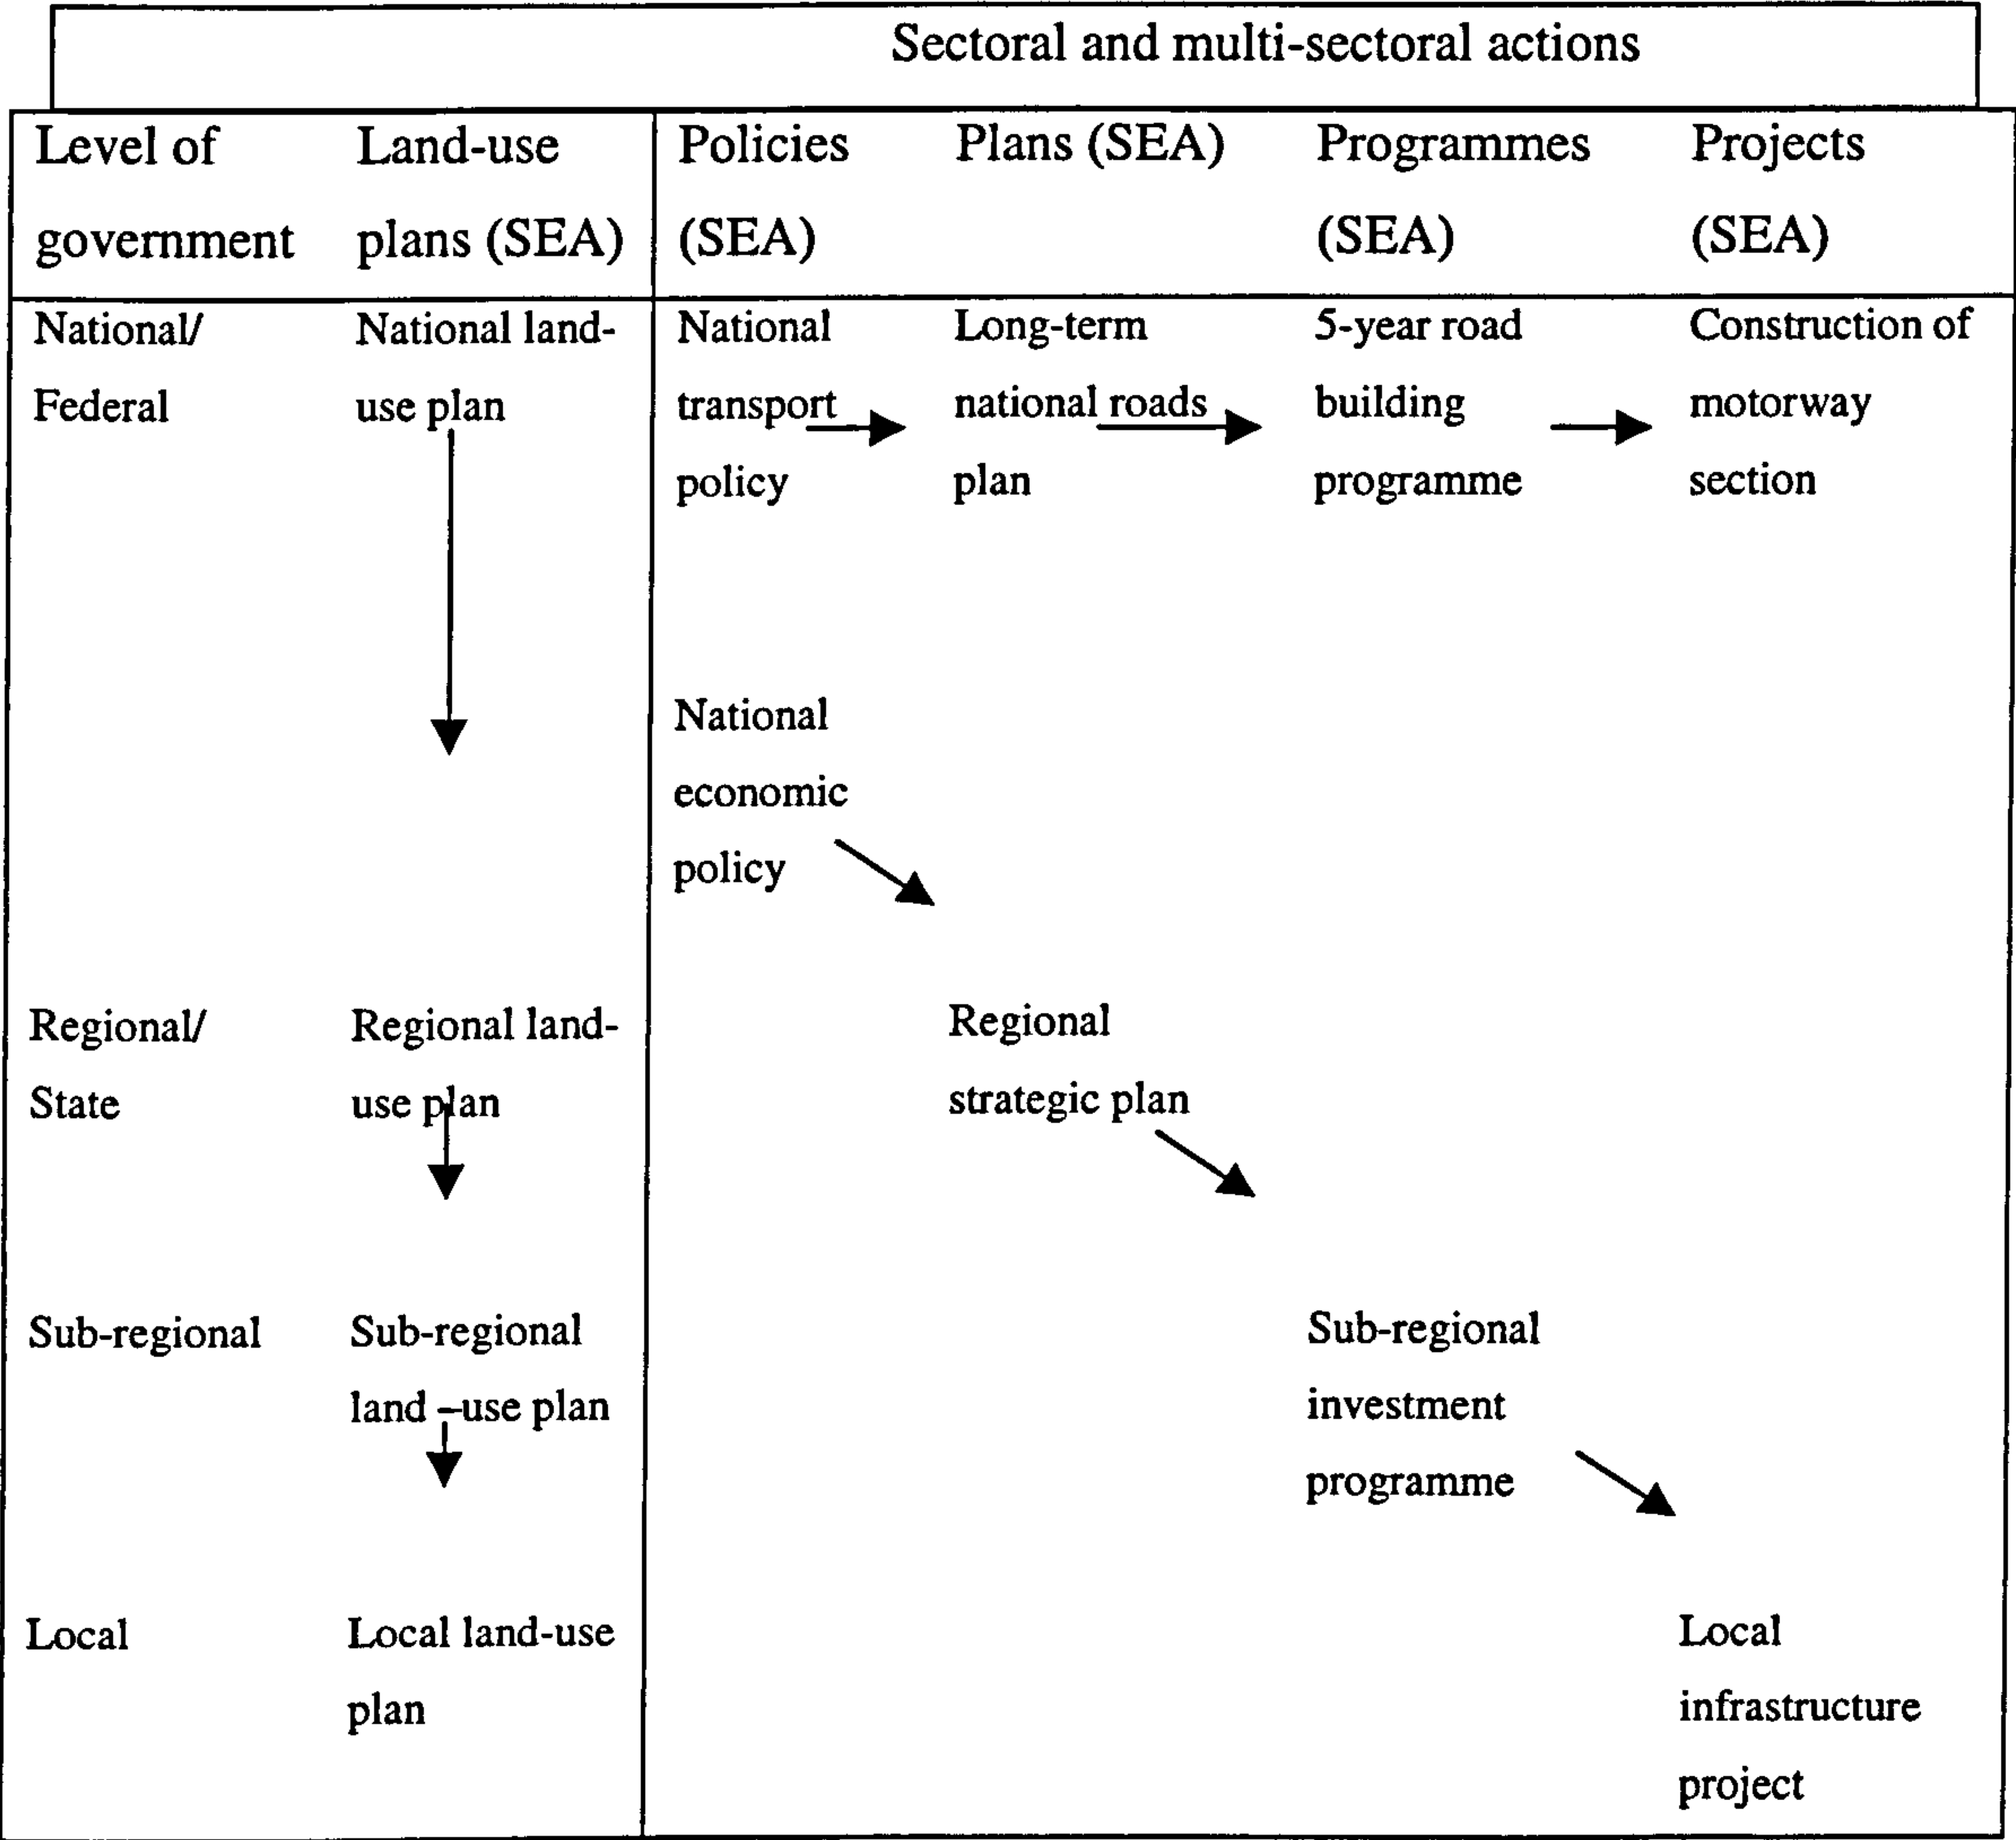 Sectoral and multi-sectoral actions
Level of
government
Land-use
plans (SEA)
Policies
(SEA)
Plans (SEA)
Programmes
(SEA)
Projects
(SEA)
National/
Federal
National land-
use plan
National
transport
policy
Long-term
national roads
plan
5-year road
building
programme
Construction of
motorway
section
National
economic
policy
Regional/
State
Regional land-
use plan
Regional
strategic plan
Sub-regional
Sub-regional
land –use plan
Sub-regional
investment
programme
Local
Local land-use
plan
Local
infrastructure
project